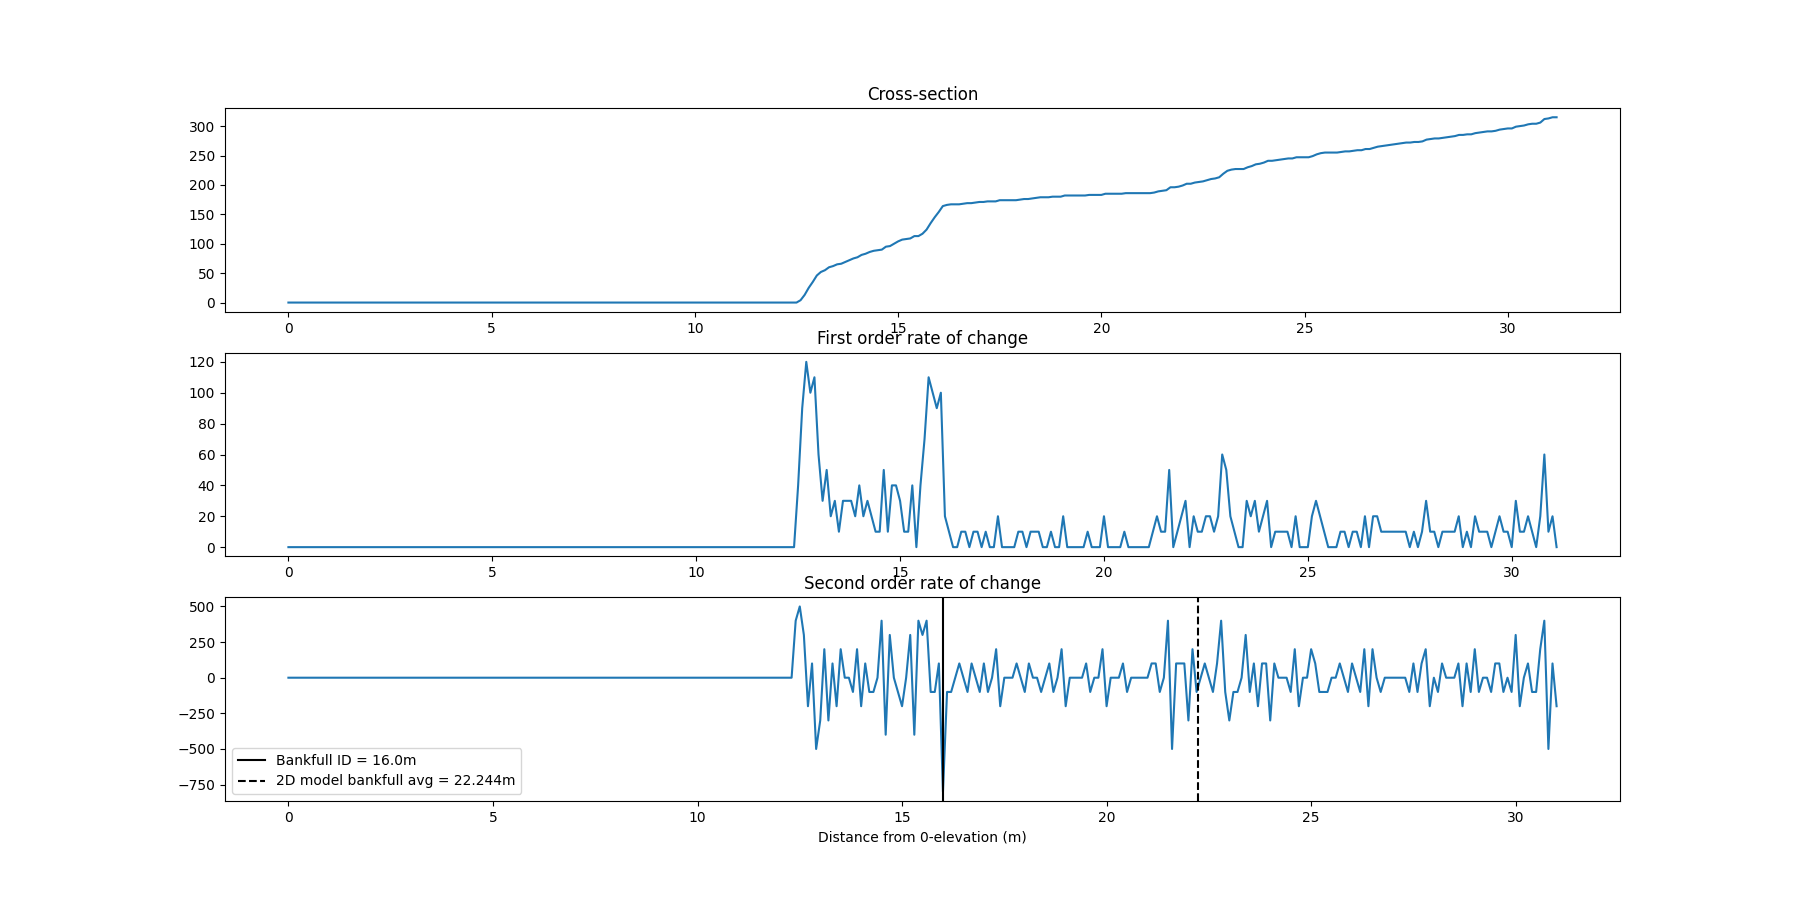 Cross-section
300
250
200
150
100
50
0
0 5 10 15 20 25 30
First order rate of change
120
100
80
60
40
20
0
0 5 10 15 20 25 30
Second order rate of change
500
250
0
−250
−500
−750
Bankfull ID = 16.0m
2D model bankfull avg = 22.244m
0 5 10 15 20 25 30
Distance from 0-elevation (m)